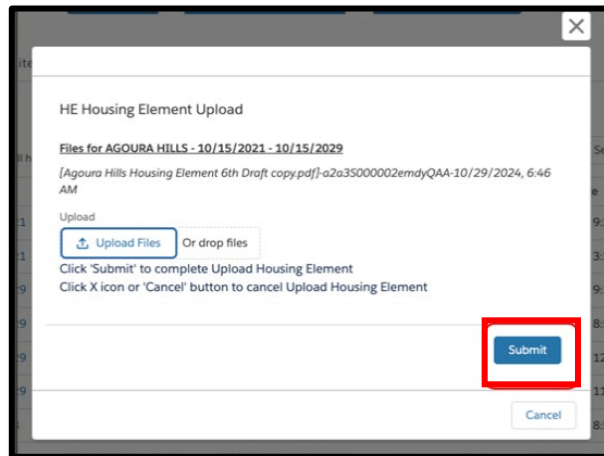 ite
HE Housing Element Upload
Files for AGOURA HILLS - 10/15/2021 - 10/15/2029
[Agoura Hills Housing Element 6th Draft copy.pdf]-a2a3S000002emdyQAA-10/29/2024, 6:46
AM
Upload
Upload Files Or drop files
Click 'Submit' to complete Upload Housing Element
Click X icon or 'Cancel' button to cancel Upload Housing Element
Submit
Cancel